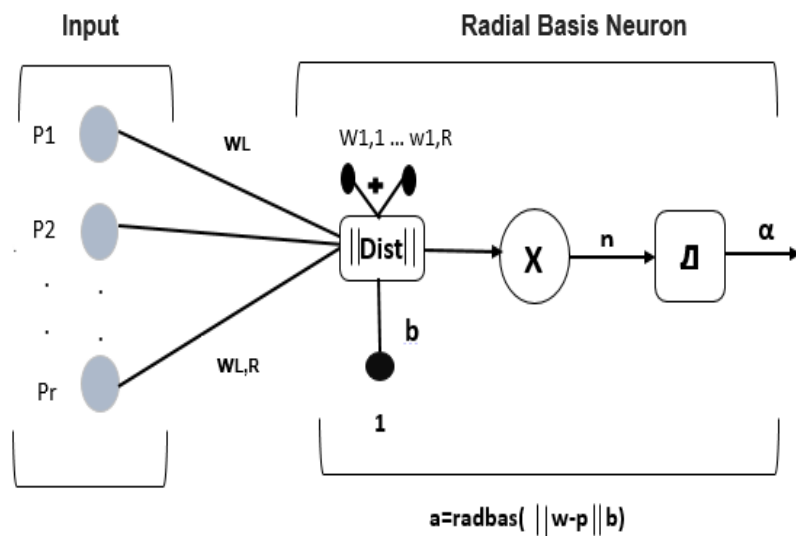 Input
Radial Basis Neuron
P1
WL
W1,1 ... w1,R
P2
||Dist||
X
n
α
b
WL,R
Pr
1
a=radbas( ||w-p||b)